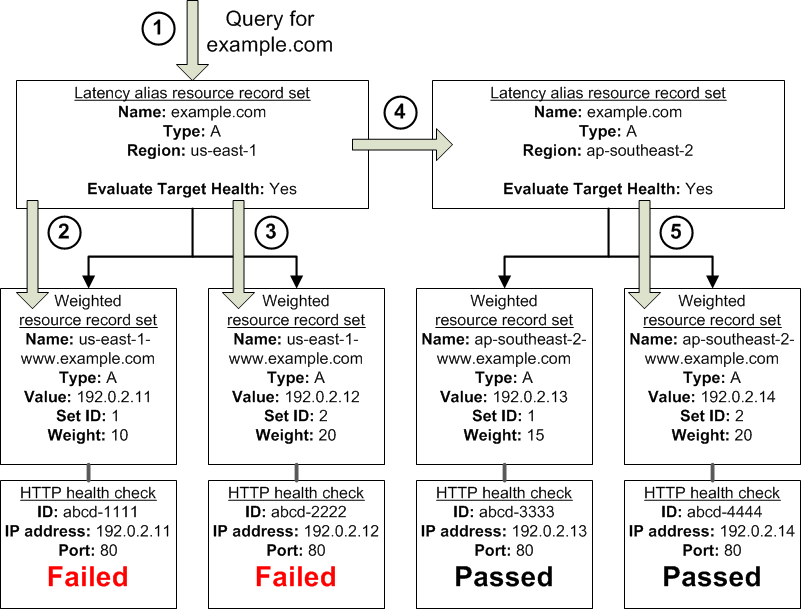 1
Query for
example.com
Latency alias resource record set
Name: example.com
Type: A
Region: us-east-1
Evaluate Target Health: Yes
4
Latency alias resource record set
Name: example.com
Type: A
Region: ap-southeast-2
Evaluate Target Health: Yes
2
3
5
Weighted
resource record set
Name: us-east-1-
www.example.com
Type: A
Value: 192.0.2.11
Set ID: 1
Weight: 10
Weighted
resource record set
Name: us-east-1-
www.example.com
Type: A
Value: 192.0.2.12
Set ID: 2
Weight: 20
Weighted
resource record set
Name: ap-southeast-2-
www.example.com
Type: A
Value: 192.0.2.13
Set ID: 1
Weight: 15
Weighted
resource record set
Name: ap-southeast-2-
www.example.com
Type: A
Value: 192.0.2.14
Set ID: 2
Weight: 20
HTTP health check
ID: abcd-1111
IP address: 192.0.2.11
Port: 80
Failed
HTTP health check
ID: abcd-2222
IP address: 192.0.2.12
Port: 80
Failed
HTTP health check
ID: abcd-3333
IP address: 192.0.2.13
Port: 80
Passed
HTTP health check
ID: abcd-4444
IP address: 192.0.2.14
Port: 80
Passed